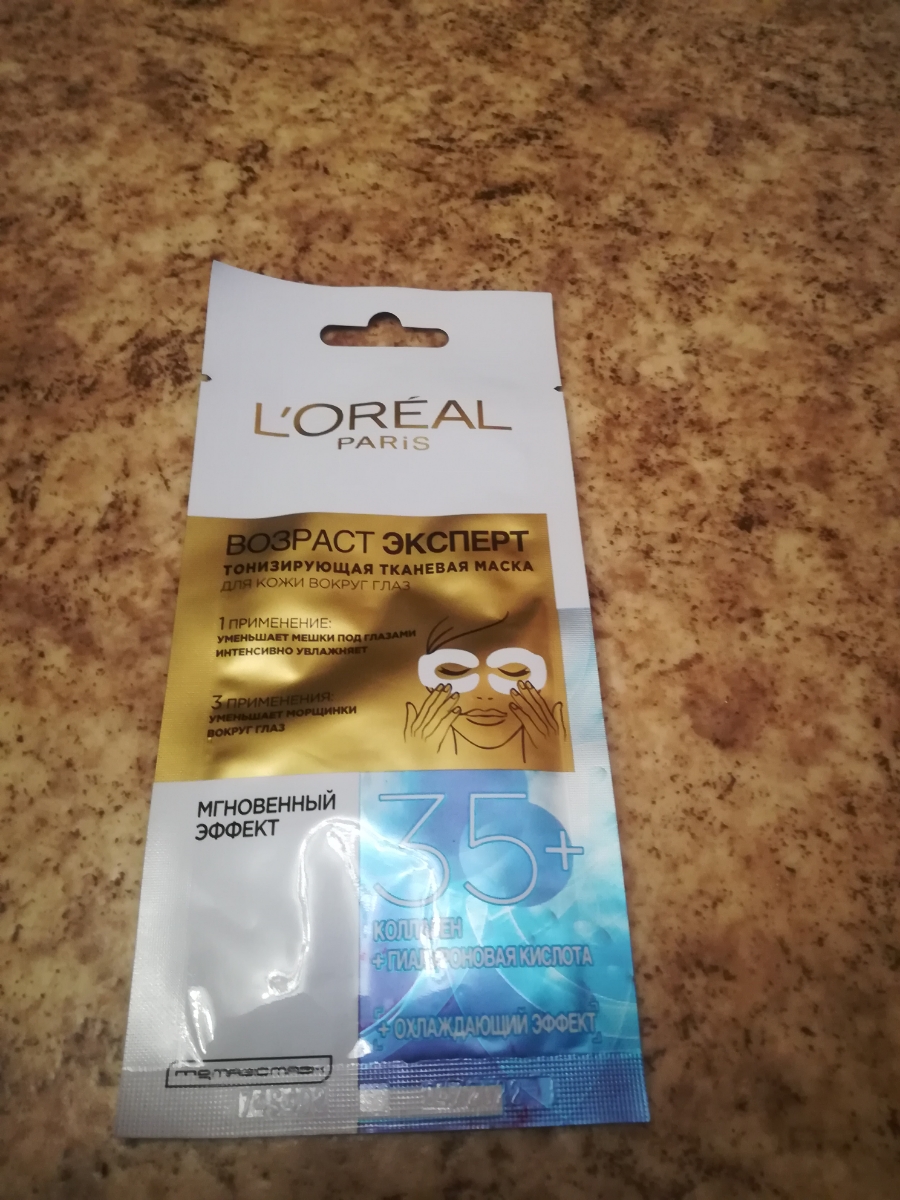 L'ORÉAL
PARiS
ВОЗРАСТ ЭКСПЕРТ
ТОНИЗИРУЮЩАЯ ТКАНЕВАЯ МАСКА
ДЛЯ КОЖИ ВОКРУГ ГЛАЗ
1 ПРИМЕНЕНИЕ:
УМЕНЬШАЕТ МЕШКИ ПОД ГЛАЗАМИ
ИНТЕНСИВНО УВЛАЖНЯЕТ
3 ПРИМЕНЕНИЯ:
УМЕНЬШАЕТ МОРЩИНКИ
ВОКРУГ ГЛАЗ
МГНОВЕННЫЙ
ЭФФЕКТ
35+
КОЛЛАГЕН
+ ГИАЛУРОНОВАЯ КИСЛОТА
+ ОХЛАЖДАЮЩИЙ ЭФФЕКТ